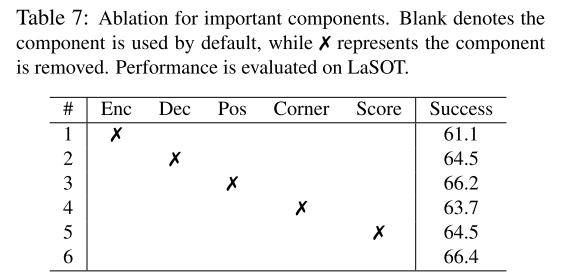 Table 7: Ablation for important components. Blank denotes the
component is used by default, while ✗ represents the component
is removed. Performance is evaluated on LaSOT.
# Enc Dec Pos Corner Score Success
1 ✗ 61.1
2 ✗ 64.5
3 ✗ 66.2
4 ✗ 63.7
5 ✗ 64.5
6 66.4